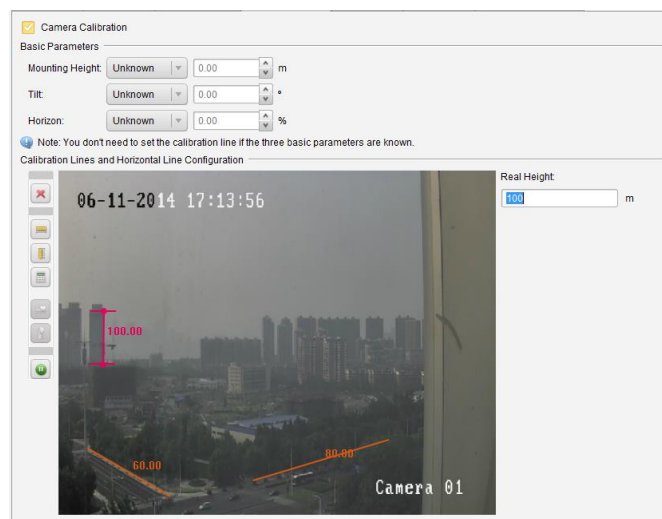 Camera Calibration
Basic Parameters
Mounting Height: Unknown 0.00 m
Tilt: Unknown 0.00 °
Horizon: Unknown 0.00 %
Note: You don't need to set the calibration line if the three basic parameters are known.
Calibration Lines and Horizontal Line Configuration
Real Height:
100 m
06-11-2014 17:13:56
100.00
60.00
80.00
Camera 01